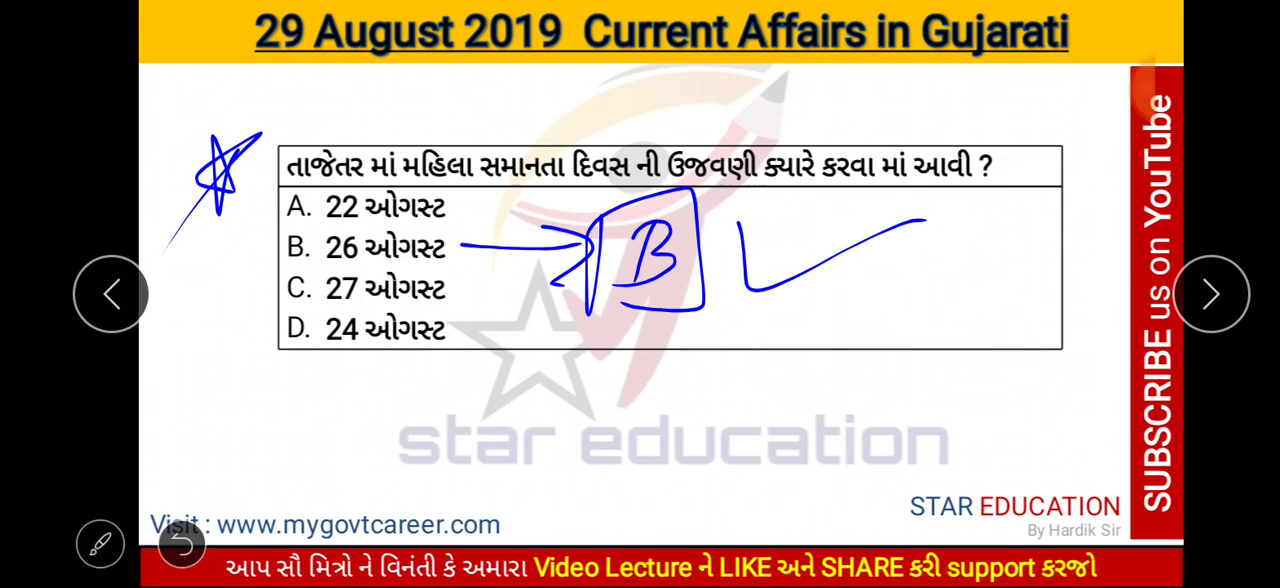 29 August 2019 Current Affairs in Gujarati
તાજેતર માં મહિલા સમાનતા દિવસ ની ઉજવણી ક્યારે કરવા માં આવી ?
A. 22 ઓગસ્ટ
B. 26 ઓગસ્ટ
B
C. 27 ઓગસ્ટ
D. 24 ઓગસ્ટ
star education
SUBSCRIBE us on YouTube
STAR EDUCATION
By Hardik Sir
Visit : www.mygovtcareer.com
આપ સૌ મિત્રો ને વિનંતી કે અમારા Video Lecture ને LIKE અને SHARE કરી support કરજો